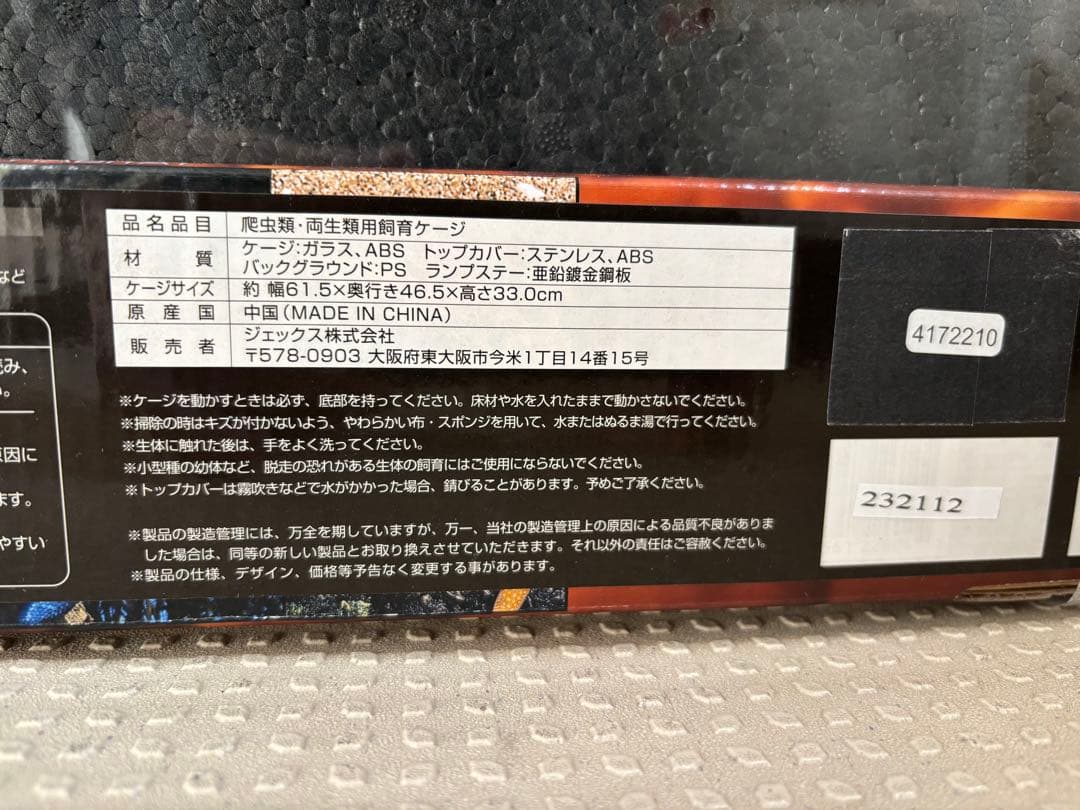 品名品目 爬虫類・両生類用飼育ケージ
材質 ケージ:ガラス、ABS トップカバー:ステンレス、ABS
バックグラウンド:PS ランプステー:亜鉛鍍金鋼板
ケージサイズ 約 幅61.5×奥行き46.5×高さ33.0cm
原産国 中国(MADE IN CHINA)
販売者 ジェックス株式会社
〒578-0903 大阪府東大阪市今米1丁目14番15号
※ケージを動かすときは必ず、底部を持ってください。床材や水を入れたままで動かさないでください。
※掃除の時はキズが付かないよう、やわらかい布・スポンジを用いて、水またはぬるま湯で行ってください。
※生体に触れた後は、手をよく洗ってください。
※小型種の幼体など、脱走の恐れがある生体の飼育にはご使用にならないでください。
※トップカバーは霧吹きなどで水がかかった場合、錆びることがあります。予めご了承ください。
※製品の製造管理には、万全を期していますが、万一、当社の製造管理上の原因による品質不良がありま
した場合は、同等の新しい製品とお取り換えさせていただきます。それ以外の責任はご容赦ください。
※製品の仕様、デザイン、価格等予告なく変更する事があります。
4172210
232112
など
読み、
い。
原因に
ます。
やすい